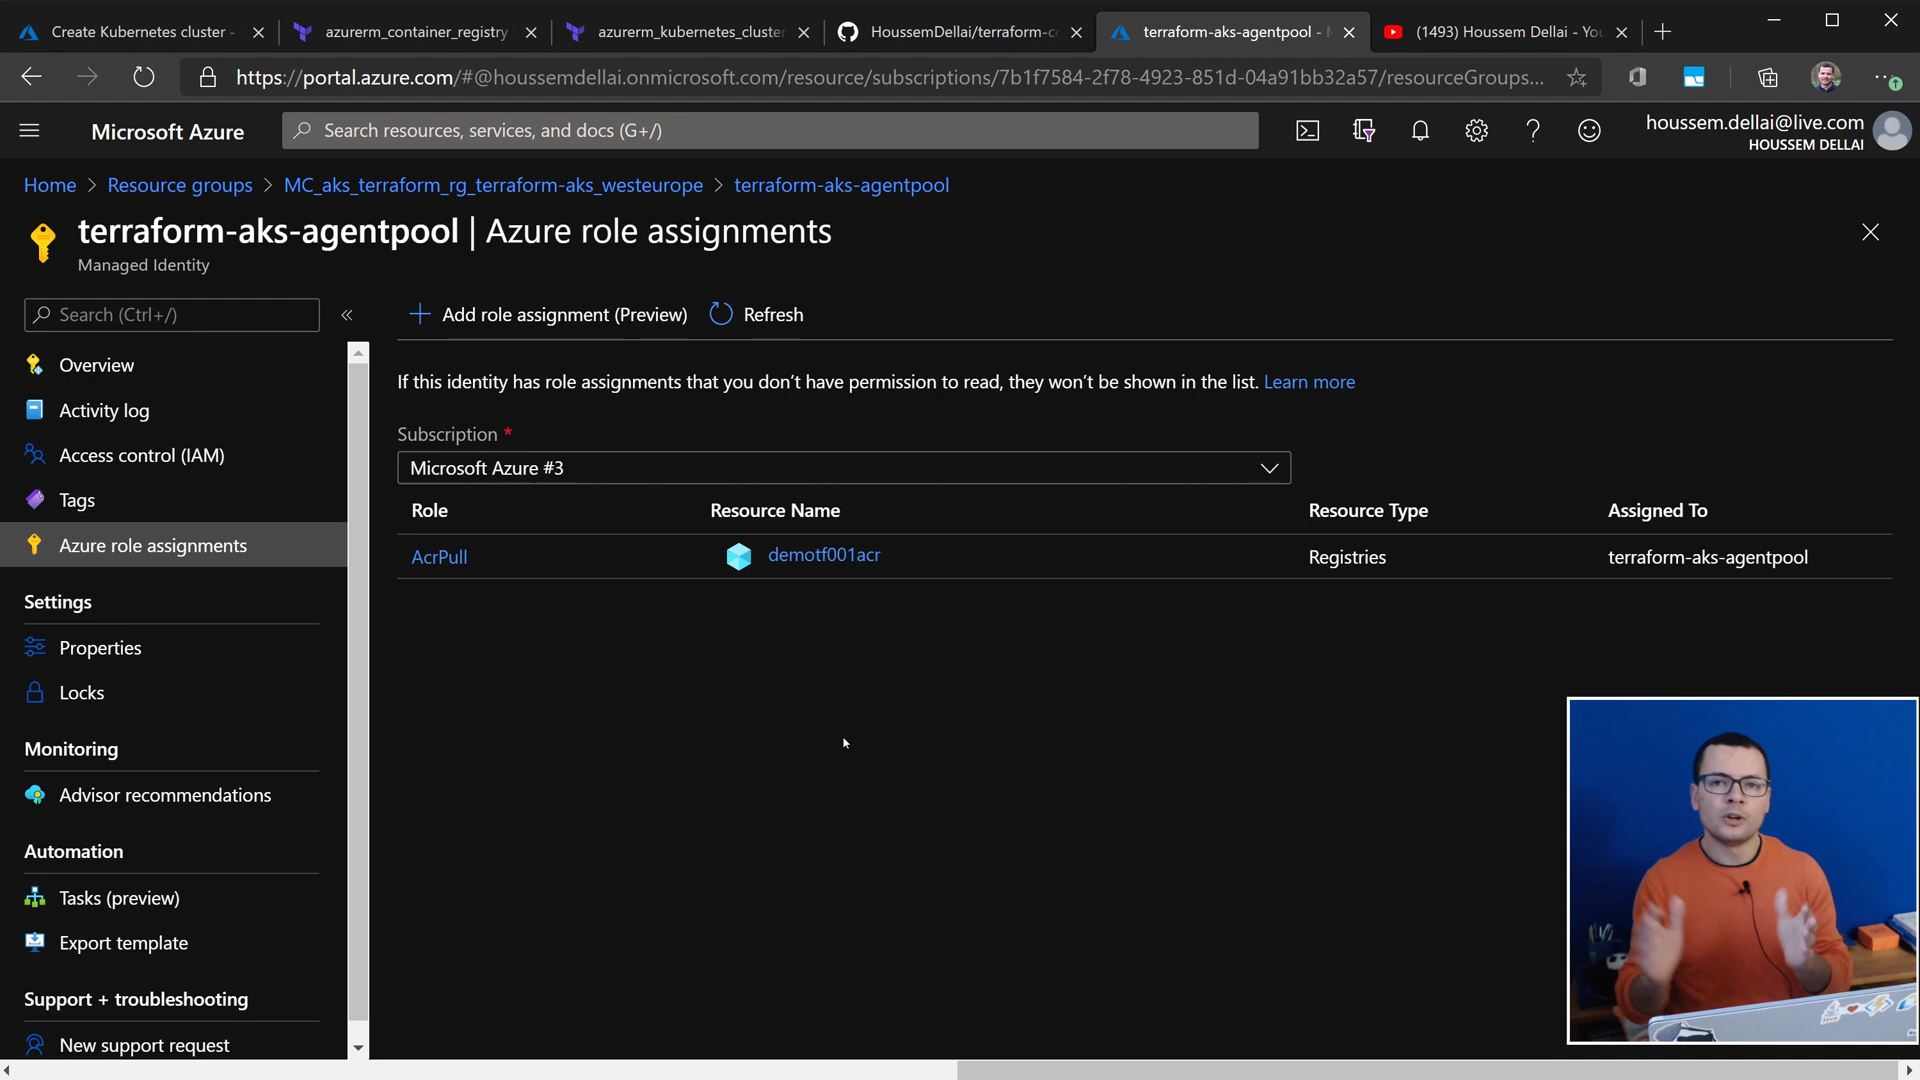 Create Kubernetes cluster -
azurerm_container_registry
azurerm_kubernetes_cluster
HoussemDellai/terraform-co
terraform-aks-agentpool -
(1493) Houssem Dellai - You
https://portal.azure.com/#@houssemdellai.onmicrosoft.com/resource/subscriptions/7b1f7584-2f78-4923-851d-04a91bb32a57/resourceGroups...
Microsoft Azure
Search resources, services, and docs (G+/)
houssem.dellai@live.com
HOUSSEM DELLAI
Home > Resource groups > MC_aks_terraform_rg_terraform-aks_westeurope > terraform-aks-agentpool
terraform-aks-agentpool | Azure role assignments
Managed Identity
Search (Ctrl+/)
Overview
Activity log
Access control (IAM)
Tags
Azure role assignments
Settings
Properties
Locks
Monitoring
Advisor recommendations
Automation
Tasks (preview)
Export template
Support + troubleshooting
New support request
Add role assignment (Preview) Refresh
If this identity has role assignments that you don't have permission to read, they won't be shown in the list. Learn more
Subscription *
Microsoft Azure #3
Role Resource Name Resource Type Assigned To
AcrPull demotf001acr Registries terraform-aks-agentpool